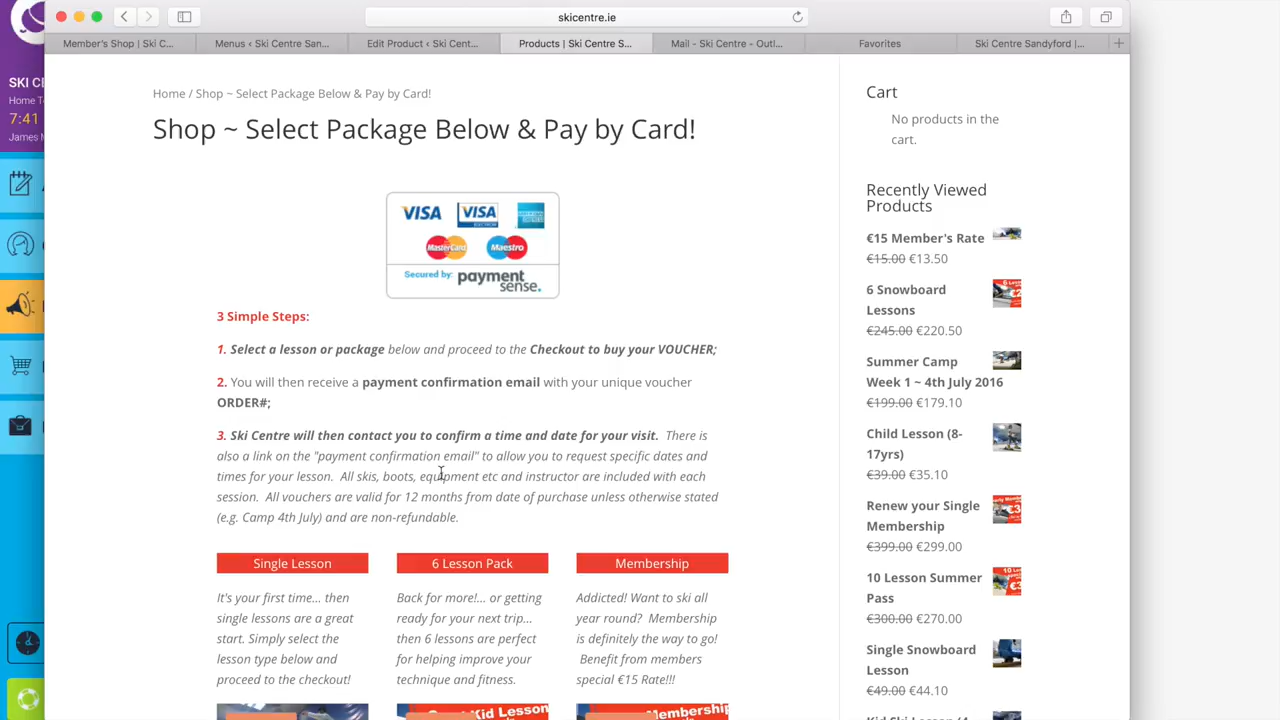 skicentre.ie
Member's Shop | Ski C...
Menus ‹ Ski Centre San...
Edit Product ‹ Ski Cent...
Products | Ski Centre S...
Mail - Ski Centre - Outl...
Favorites
Ski Centre Sandyford |...
SKI CE
Home T
7:41
James M
Home / Shop ~ Select Package Below & Pay by Card!
Shop ~ Select Package Below & Pay by Card!
VISA VISA
MasterCard Maestro
Secured by: payment
sense.
3 Simple Steps:
1. Select a lesson or package below and proceed to the Checkout to buy your VOUCHER;
2. You will then receive a payment confirmation email with your unique voucher
ORDER#;
3. Ski Centre will then contact you to confirm a time and date for your visit. There is
also a link on the "payment confirmation email" to allow you to request specific dates and
times for your lesson. All skis, boots, equipment etc and instructor are included with each
session. All vouchers are valid for 12 months from date of purchase unless otherwise stated
(e.g. Camp 4th July) and are non-refundable.
Single Lesson
It's your first time... then
single lessons are a great
start. Simply select the
lesson type below and
proceed to the checkout!
6 Lesson Pack
Back for more!... or getting
ready for your next trip...
then 6 lessons are perfect
for helping improve your
technique and fitness.
Kid Lesson
Membership
Addicted! Want to ski all
year round? Membership
is definitely the way to go!
Benefit from members
special €15 Rate!!!
Membership
Cart
No products in the
cart.
Recently Viewed
Products
€15 Member's Rate
€15.00 €13.50
6 Snowboard
Lessons
€245.00 €220.50
Summer Camp
Week 1 ~ 4th July 2016
€199.00 €179.10
Child Lesson (8-
17yrs)
€39.00 €35.10
Renew your Single
Membership
€399.00 €299.00
10 Lesson Summer
Pass
€300.00 €270.00
Single Snowboard
Lesson
€49.00 €44.10
Kid Ski Lesson (4